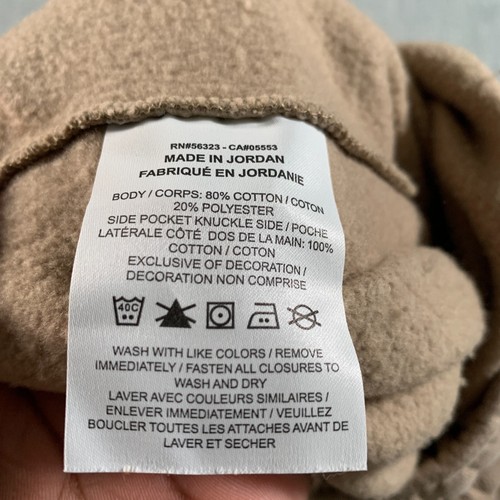 RN#56323 - CA#05553
MADE IN JORDAN
FABRIQUÉ EN JORDANIE
BODY / CORPS: 80% COTTON / COTON
20% POLYESTER
SIDE POCKET KNUCKLE SIDE / POCHE
LATÉRALE CÔTÉ DOS DE LA MAIN: 100%
COTTON / COTON
EXCLUSIVE OF DECORATION /
DECORATION NON COMPRISE
40C
WASH WITH LIKE COLORS / REMOVE
IMMEDIATELY / FASTEN ALL CLOSURES TO
WASH AND DRY
LAVER AVEC COULEURS SIMILAIRES /
ENLEVER IMMÉDIATEMENT / VEUILLEZ
BOUCLER TOUTES LES ATTACHES AVANT DE
LAVER ET SECHER